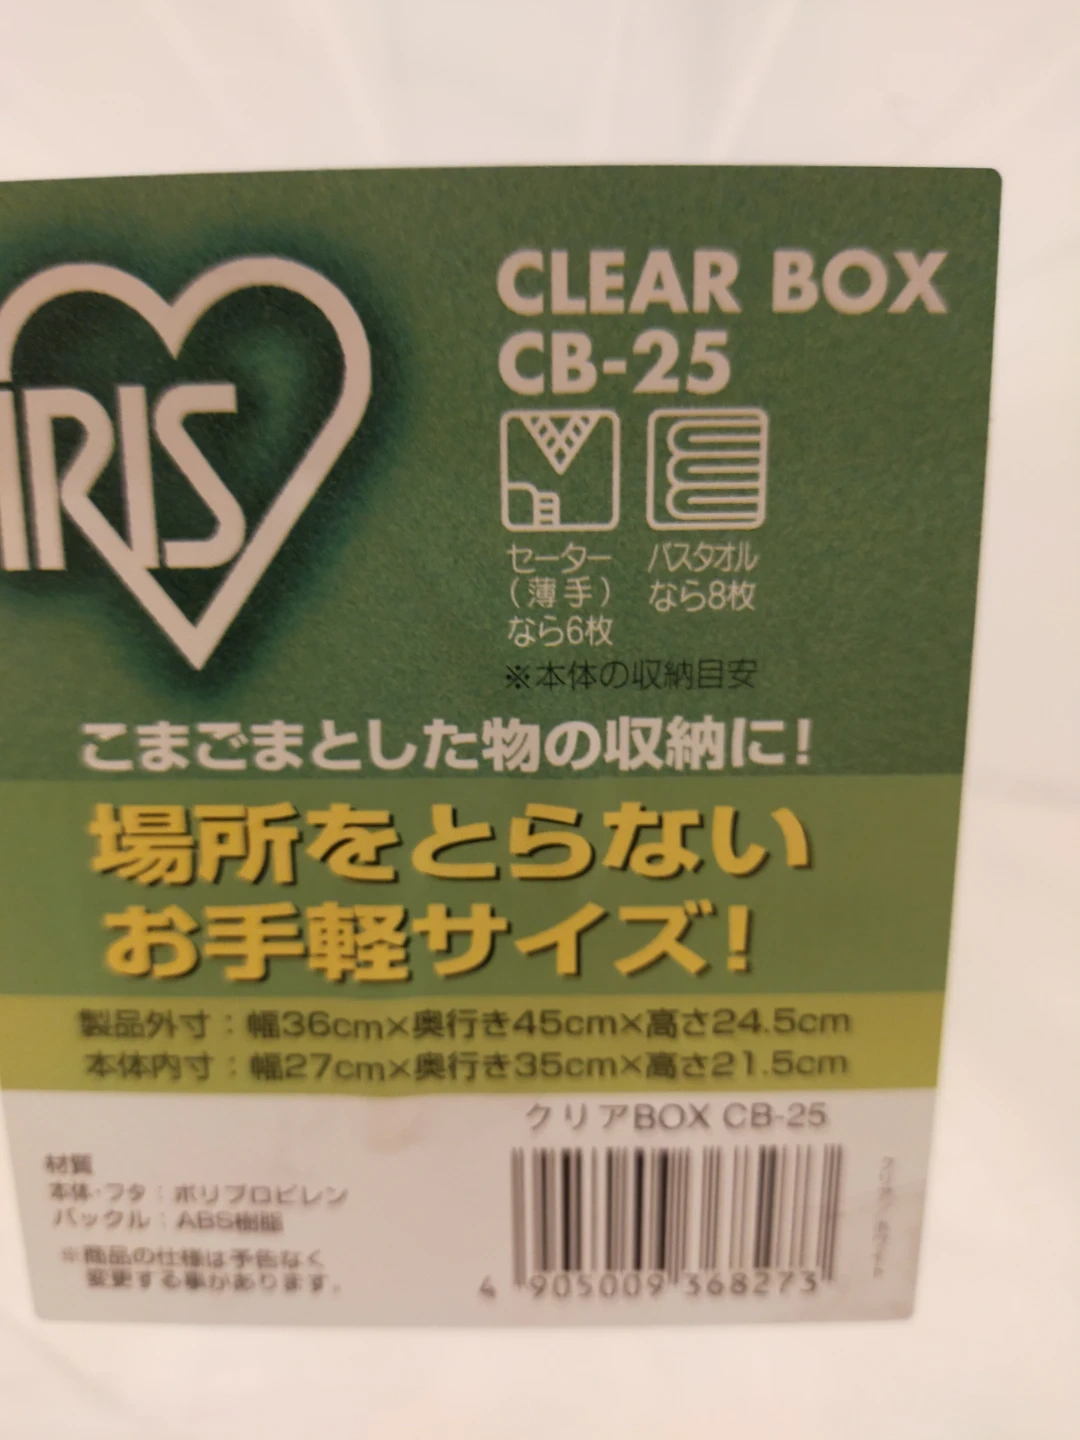 IRIS
CLEAR BOX
CB-25
セーター
(薄手)
なら6枚
バスタオル
なら8枚
※本体の収納目安
こまごまとした物の収納に!
場所をとらない
お手軽サイズ!
製品外寸：幅36cm×奥行き45cm×高さ24.5cm
本体内寸：幅27cm×奥行き35cm×高さ21.5cm
クリアBOX CB-25
材質
本体・フタ：ポリプロピレン
バックル：ABS樹脂
※商品の仕様は予告なく
変更する事があります.
4 905009 368273